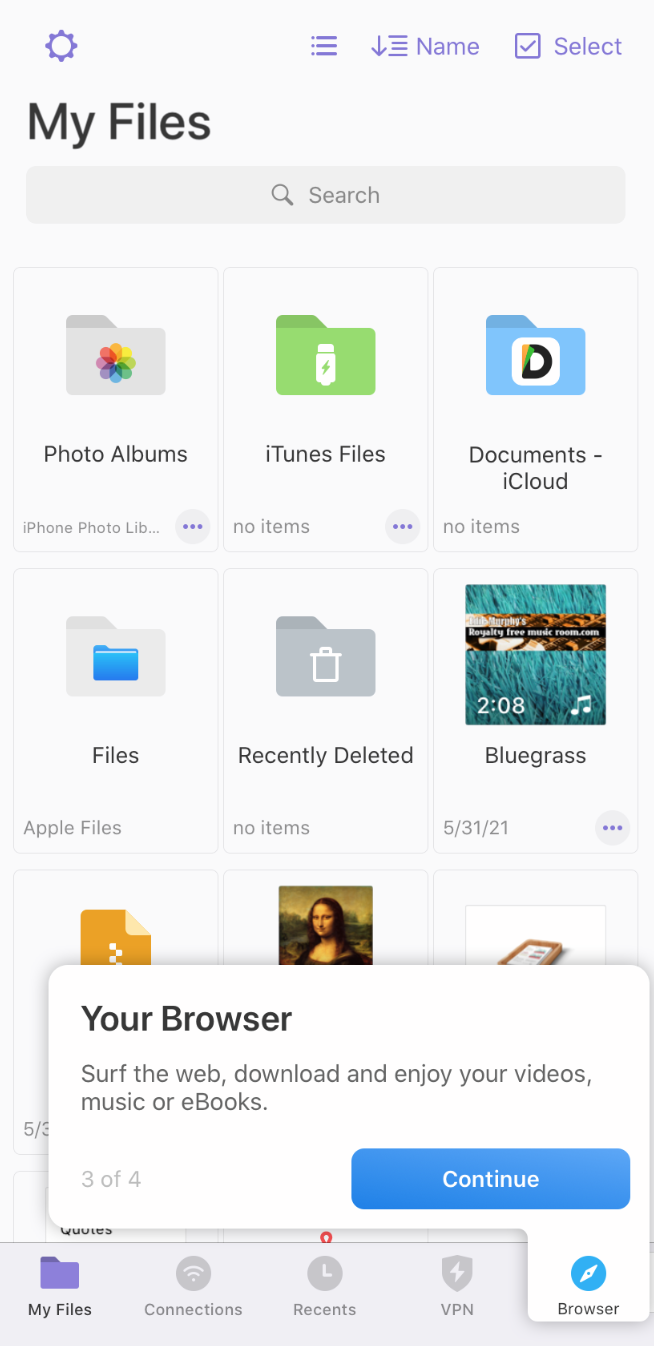 Name
Select
My Files
Search
Photo Albums
iTunes Files
Documents -
iCloud
iPhone Photo Lib...
no items
no items
Royalty free music room.com
2:08
Files
Recently Deleted
Bluegrass
Apple Files
no items
5/31/21
Your Browser
Surf the web, download and enjoy your videos,
music or eBooks.
5/3
3 of 4
Continue
Quotes
My Files
Connections
Recents
VPN
Browser